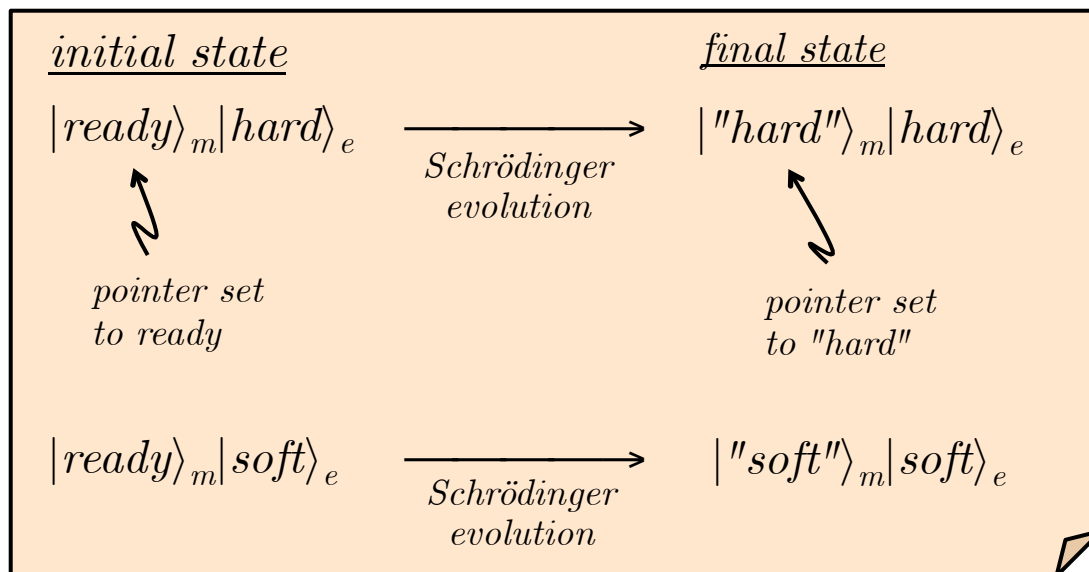 initial state final state
|ready⟩m|hard⟩e |"hard"⟩m|hard⟩e
Schrödinger
evolution
pointer set
to ready
pointer set
to "hard"
|ready⟩m|soft⟩e |"soft"⟩m|soft⟩e
Schrödinger
evolution